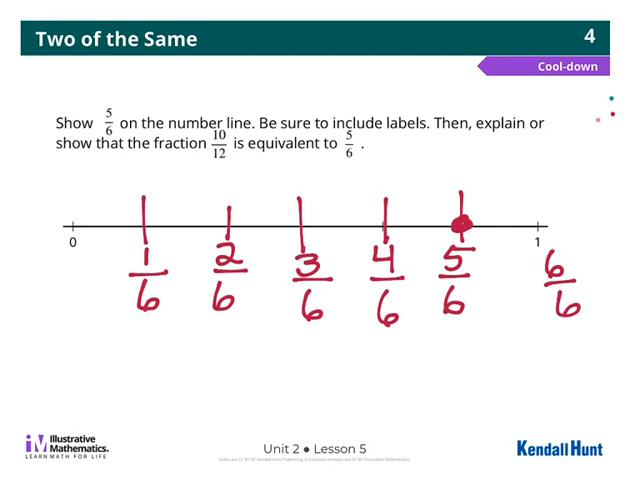 Two of the Same
4
Cool-down
Show 5/6 on the number line. Be sure to include labels. Then, explain or
show that the fraction 10/12 is equivalent to 5/6 .
0
1
1/6 2/6 3/6 4/6 5/6 6/6
Illustrative
Mathematics.
LEARN MATH FOR LIFE
Unit 2 ● Lesson 5
Kendall Hunt